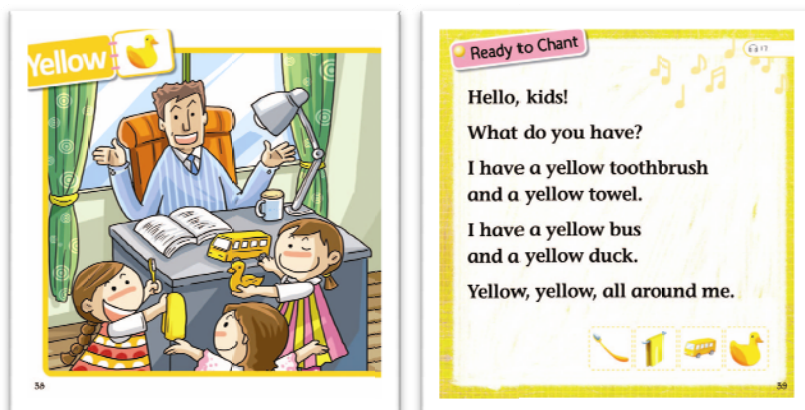 Yellow
38
Ready to Chant
17
Hello, kids!
What do you have?
I have a yellow toothbrush
and a yellow towel.
I have a yellow bus
and a yellow duck.
Yellow, yellow, all around me.
39